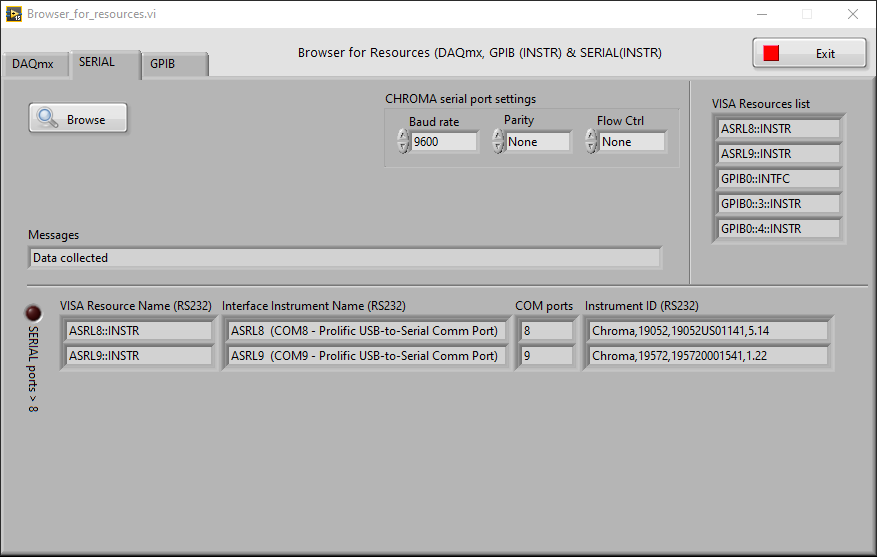 Browser_for_resources.vi
DAQmx
SERIAL
GPIB
Browser for Resources (DAQmx, GPIB (INSTR) & SERIAL(INSTR)
Exit
Browse
CHROMA serial port settings
Baud rate
Parity
Flow Ctrl
9600
None
None
VISA Resources list
ASRL8::INSTR
ASRL9::INSTR
GPIB0::INTFC
GPIB0::3::INSTR
GPIB0::4::INSTR
Messages
Data collected
SERIAL ports > 8
VISA Resource Name (RS232)
Interface Instrument Name (RS232)
COM ports
Instrument ID (RS232)
ASRL8::INSTR
ASRL8  (COM8 - Prolific USB-to-Serial Comm Port)
8
Chroma,19052,19052US01141,5.14
ASRL9::INSTR
ASRL9  (COM9 - Prolific USB-to-Serial Comm Port)
9
Chroma,19572,195720001541,1.22